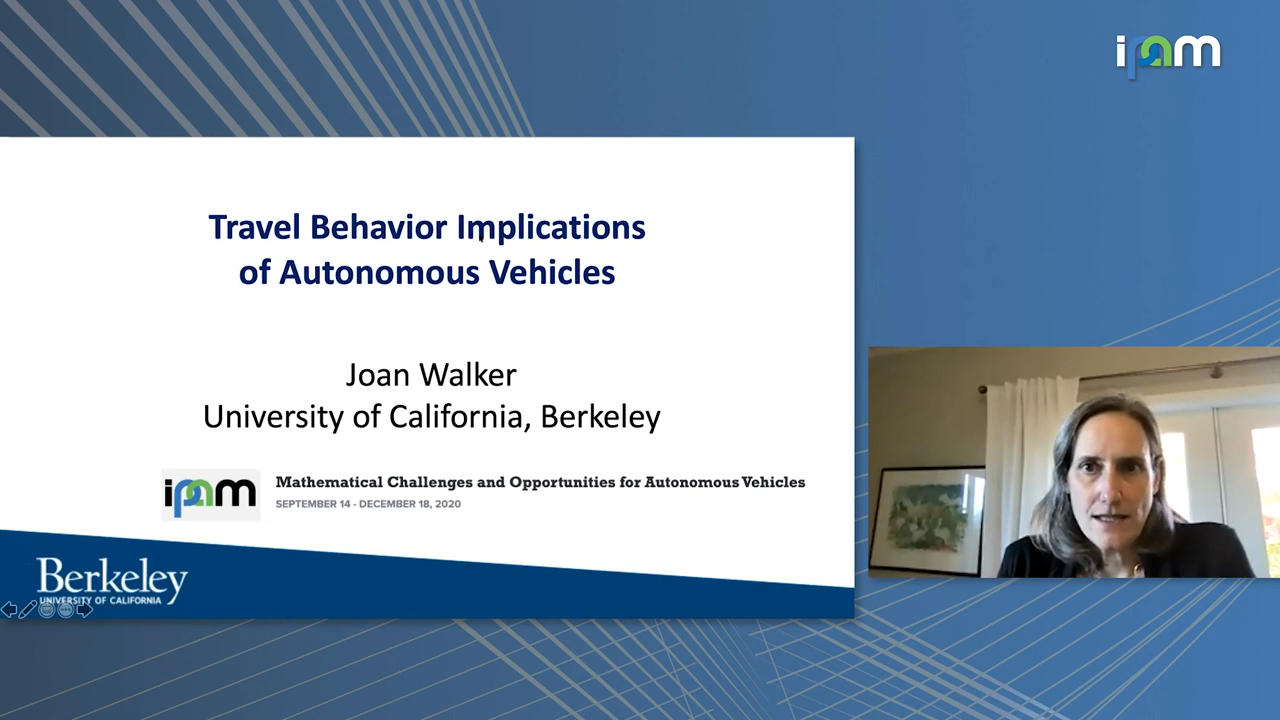 ipam
Travel Behavior Implications
of Autonomous Vehicles
Joan Walker
University of California, Berkeley
ipam
Mathematical Challenges and Opportunities for Autonomous Vehicles
SEPTEMBER 14 - DECEMBER 18, 2020
Berkeley
UNIVERSITY OF CALIFORNIA